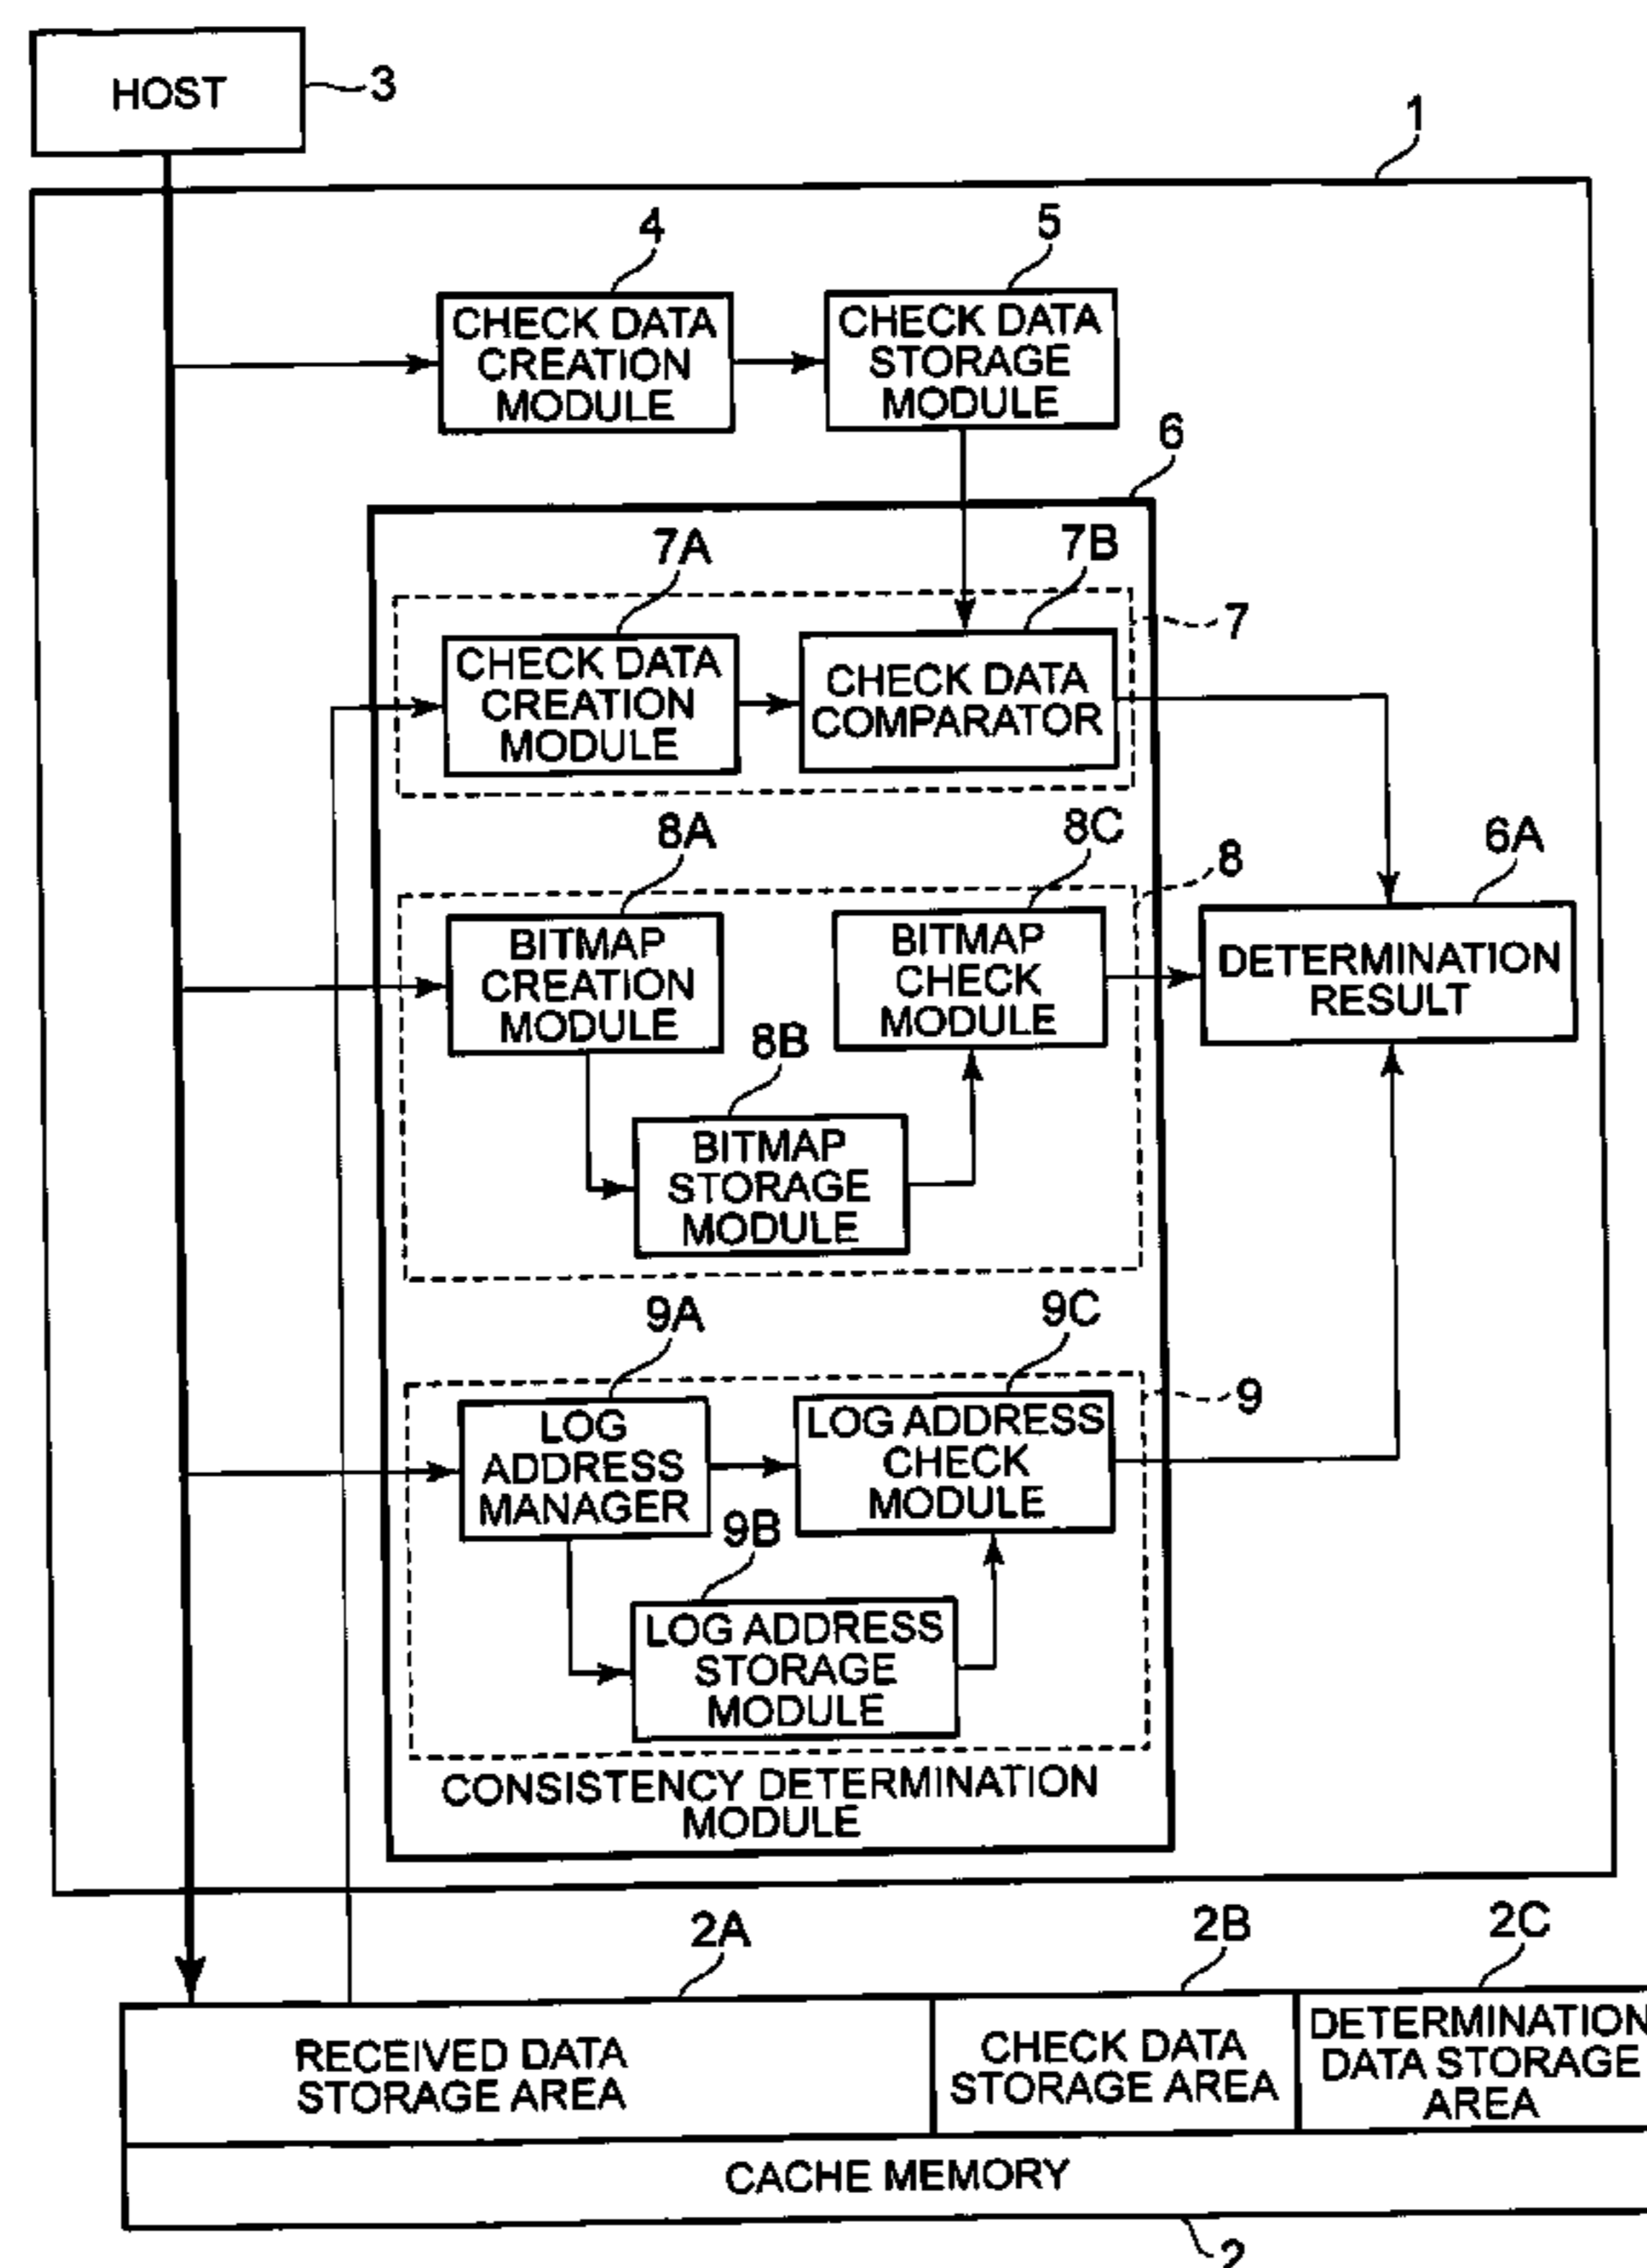 HOST
3
1
4
5
CHECK DATA
CREATION
MODULE
CHECK DATA
STORAGE
MODULE
6
7A
7B
7
CHECK DATA
CREATION
MODULE
CHECK DATA
COMPARATOR
8A
8C
8
6A
BITMAP
CREATION
MODULE
BITMAP
CHECK
MODULE
DETERMINATION
RESULT
8B
BITMAP
STORAGE
MODULE
9A
9C
9
LOG
ADDRESS
MANAGER
LOG ADDRESS
CHECK
MODULE
9B
LOG ADDRESS
STORAGE
MODULE
CONSISTENCY DETERMINATION
MODULE
2A
2B
2C
RECEIVED DATA
STORAGE AREA
CHECK DATA
STORAGE AREA
DETERMINATION
DATA STORAGE
AREA
CACHE MEMORY
2